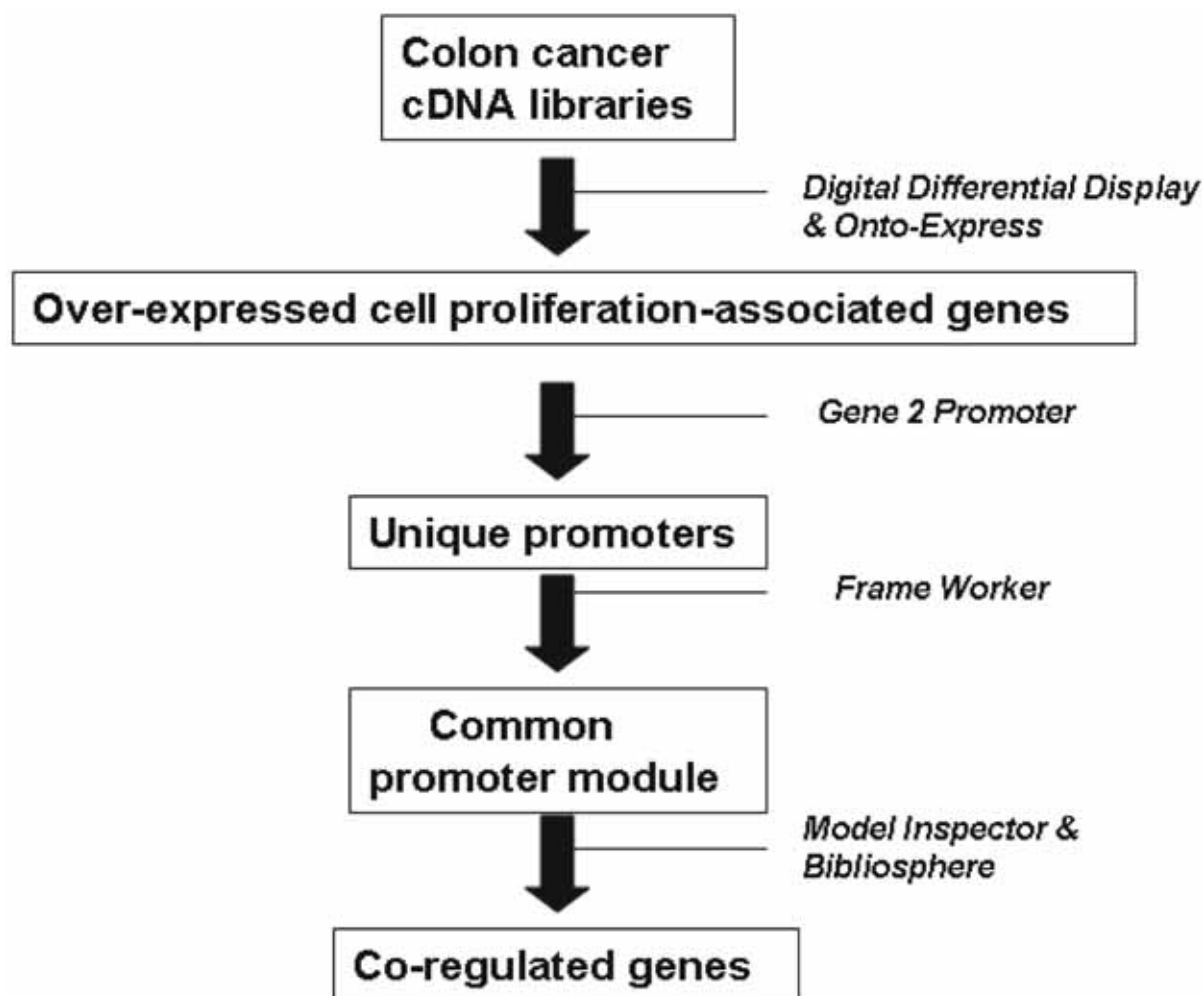 Colon cancer
cDNA libraries
Digital Differential Display
& Onto-Express
Over-expressed cell proliferation-associated genes
Gene 2 Promoter
Unique promoters
Frame Worker
Common
promoter module
Model Inspector &
Bibliosphere
Co-regulated genes